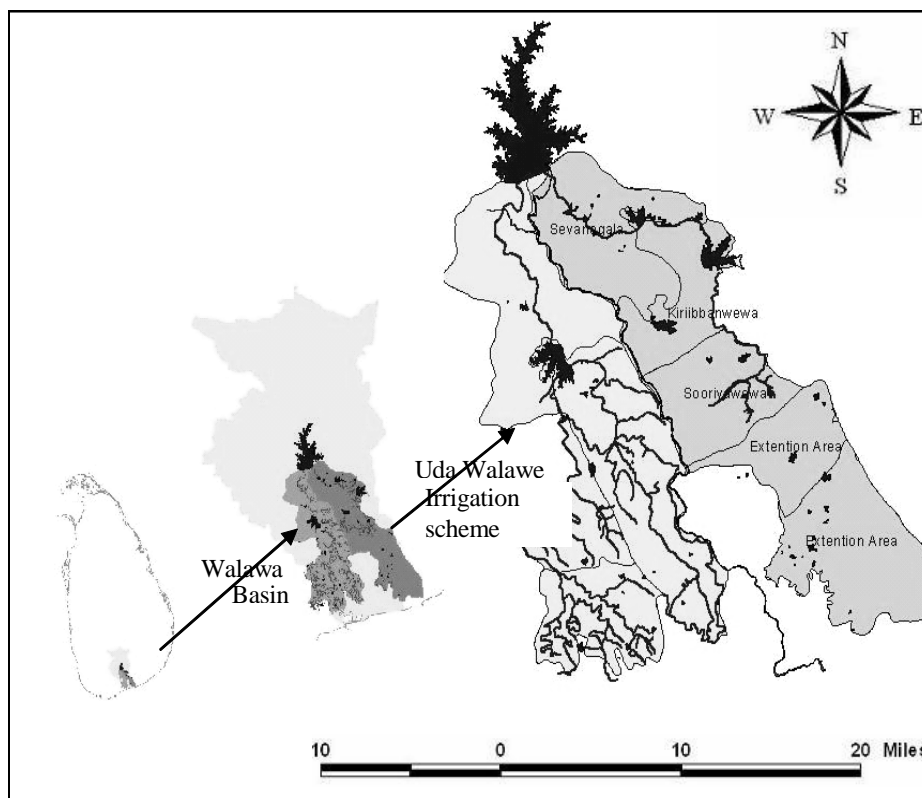 N
W E
S
Sevanagala
Kiriibbanwewa
Sooriyawewa
Extention Area
Extention Area
Uda Walawe
Irrigation
scheme
Walawa
Basin
10 0 10 20 Miles